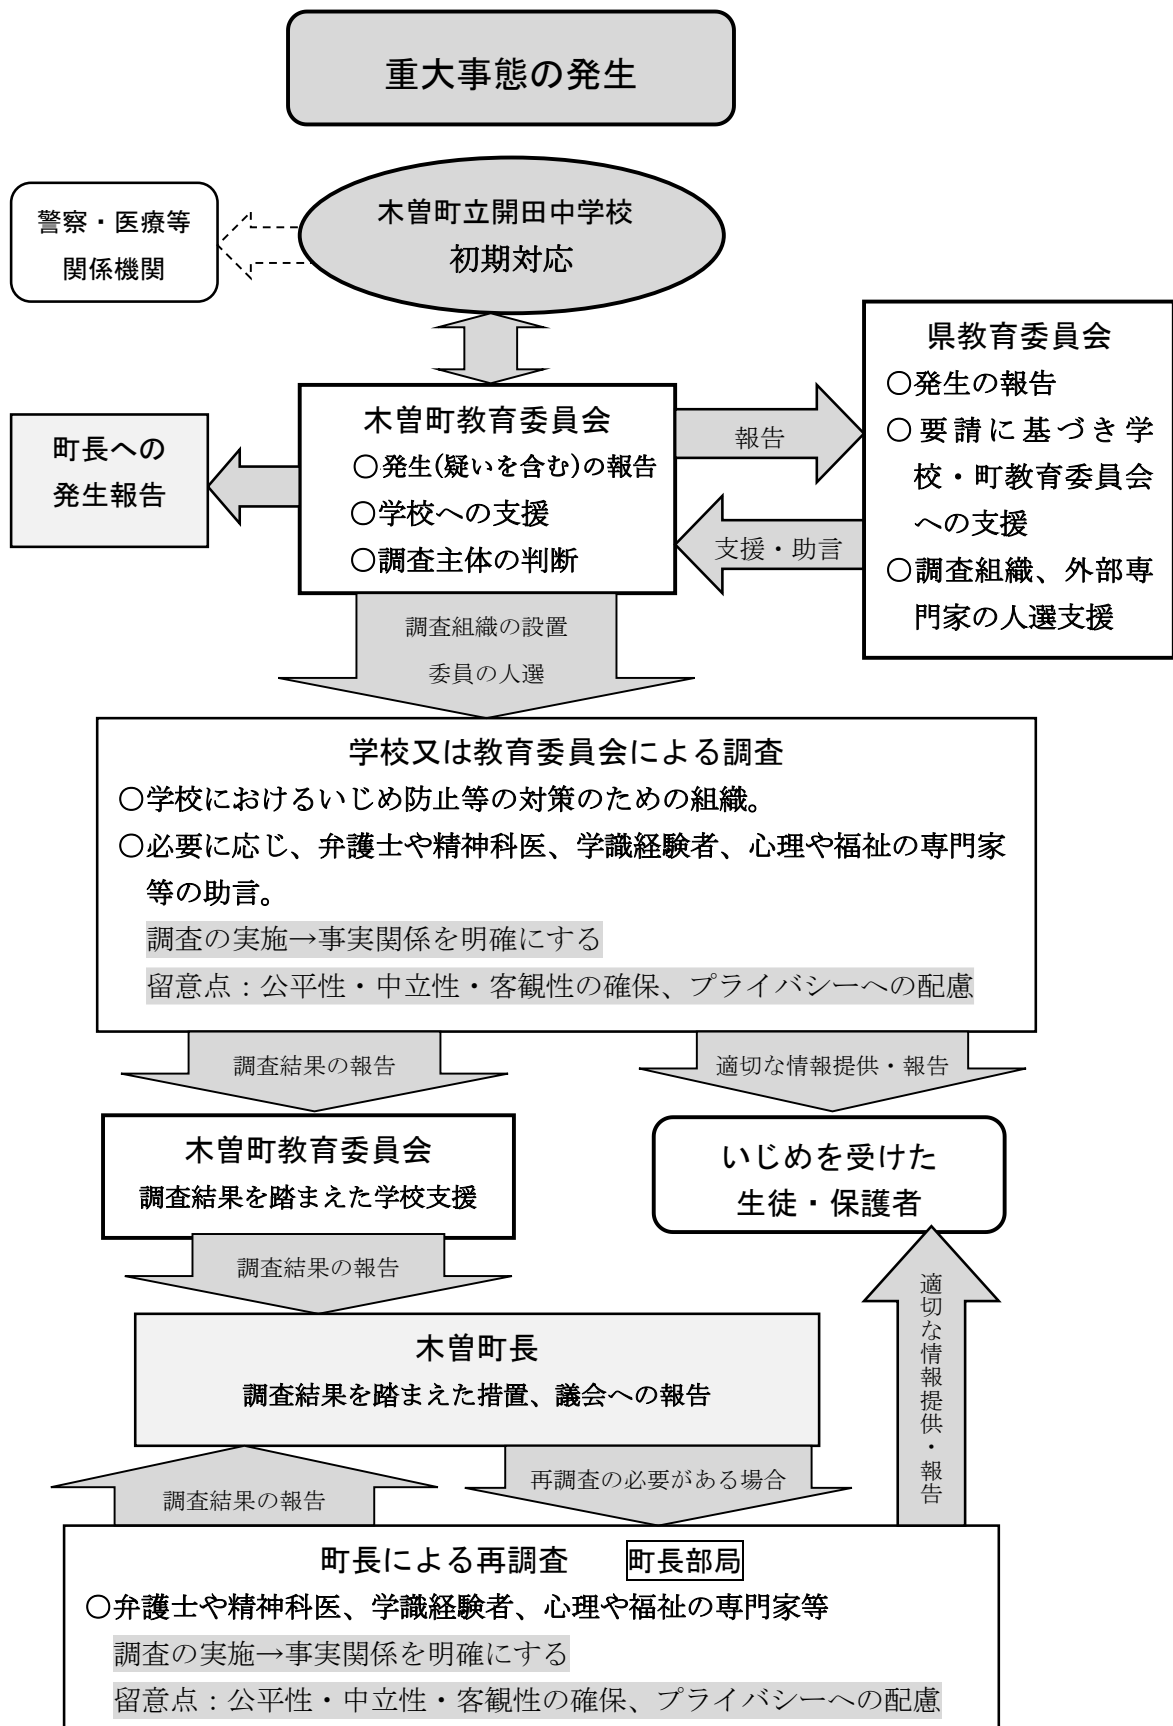 重大事態の発生
木曽町立開田中学校
初期対応
警察・医療等
関係機関
県教育委員会
〇発生の報告
〇要請に基づき学
校・町教育委員会
への支援
〇調査組織、外部専
門家の人選支援
木曽町教育委員会
〇発生(疑いを含む)の報告
〇学校への支援
〇調査主体の判断
報告
支援・助言
町長への
発生報告
調査組織の設置
委員の人選
学校又は教育委員会による調査
〇学校におけるいじめ防止等の対策のための組織。
〇必要に応じ、弁護士や精神科医、学識経験者、心理や福祉の専門家
等の助言。
調査の実施→事実関係を明確にする
留意点：公平性・中立性・客観性の確保、プライバシーへの配慮
調査結果の報告
適切な情報提供・報告
木曽町教育委員会
調査結果を踏まえた学校支援
いじめを受けた
生徒・保護者
調査結果の報告
適切な情報提供・報告
木曽町長
調査結果を踏まえた措置、議会への報告
調査結果の報告
再調査の必要がある場合
町長による再調査 町長部局
〇弁護士や精神科医、学識経験者、心理や福祉の専門家等
調査の実施→事実関係を明確にする
留意点：公平性・中立性・客観性の確保、プライバシーへの配慮